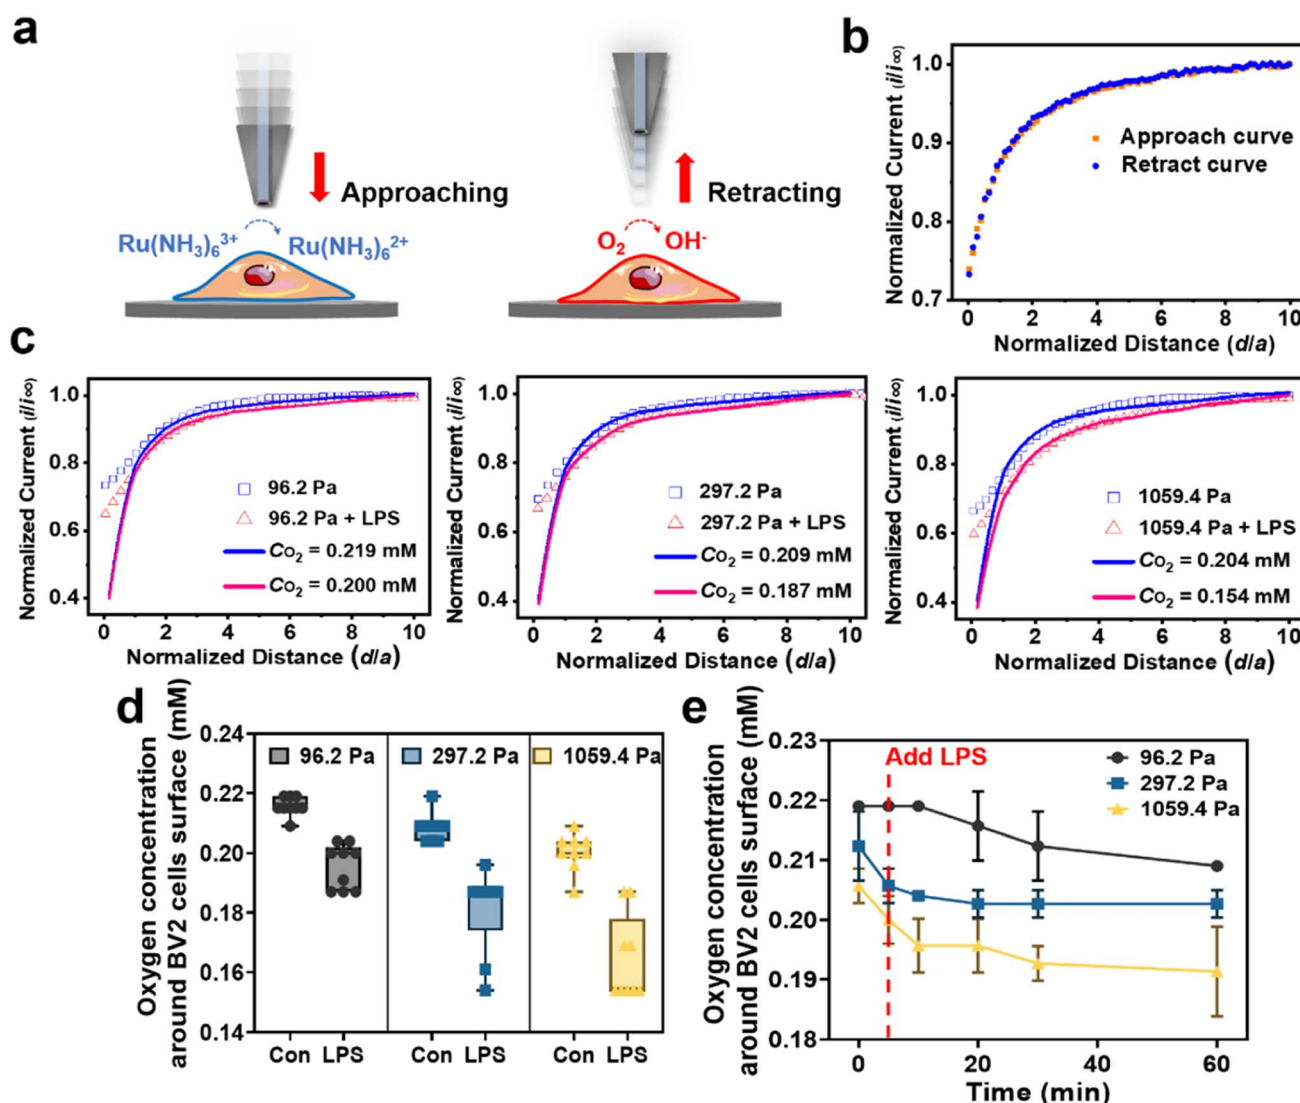 a
Approaching
Ru(NH₃)₆³⁺ Ru(NH₃)₆²⁺
Retracting
O₂ OH⁻
b
Normalized Current (i/i∞)
1.0
0.9
0.8
0.7
Approach curve
Retract curve
0 2 4 6 8 10
Normalized Distance (d/a)
c
Normalized Current (i/i∞)
1.0
0.8
0.6
0.4
96.2 Pa
96.2 Pa + LPS
Co₂ = 0.219 mM
Co₂ = 0.200 mM
0 2 4 6 8 10
Normalized Distance (d/a)
Normalized Current (i/i∞)
1.0
0.8
0.6
0.4
297.2 Pa
297.2 Pa + LPS
Co₂ = 0.209 mM
Co₂ = 0.187 mM
0 2 4 6 8 10
Normalized Distance (d/a)
Normalized Current (i/i∞)
1.0
0.8
0.6
0.4
1059.4 Pa
1059.4 Pa + LPS
Co₂ = 0.204 mM
Co₂ = 0.154 mM
0 2 4 6 8 10
Normalized Distance (d/a)
d
Oxygen concentration
around BV2 cells surface (mM)
0.24
0.22
0.20
0.18
0.16
0.14
96.2 Pa
297.2 Pa
1059.4 Pa
Con LPS Con LPS Con LPS
e
Oxygen concentration
around BV2 cells surface (mM)
0.23
0.22
0.21
0.20
0.19
0.18
Add LPS
96.2 Pa
297.2 Pa
1059.4 Pa
0 20 40 60
Time (min)